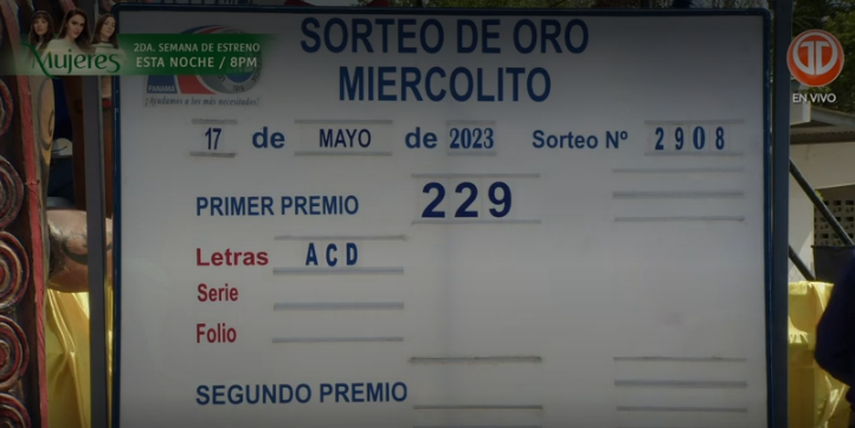 Mujeres
2DA. SEMANA DE ESTRENO
ESTA NOCHE / 8PM
EN VIVO
SORTEO DE ORO
MIERCOLITO
PANAMÁ
¡Ayudamos a los más necesitados!
17 de MAYO de 2023 Sorteo Nº 2908
PRIMER PREMIO 229
Letras ACD
Serie
Folio
SEGUNDO PREMIO